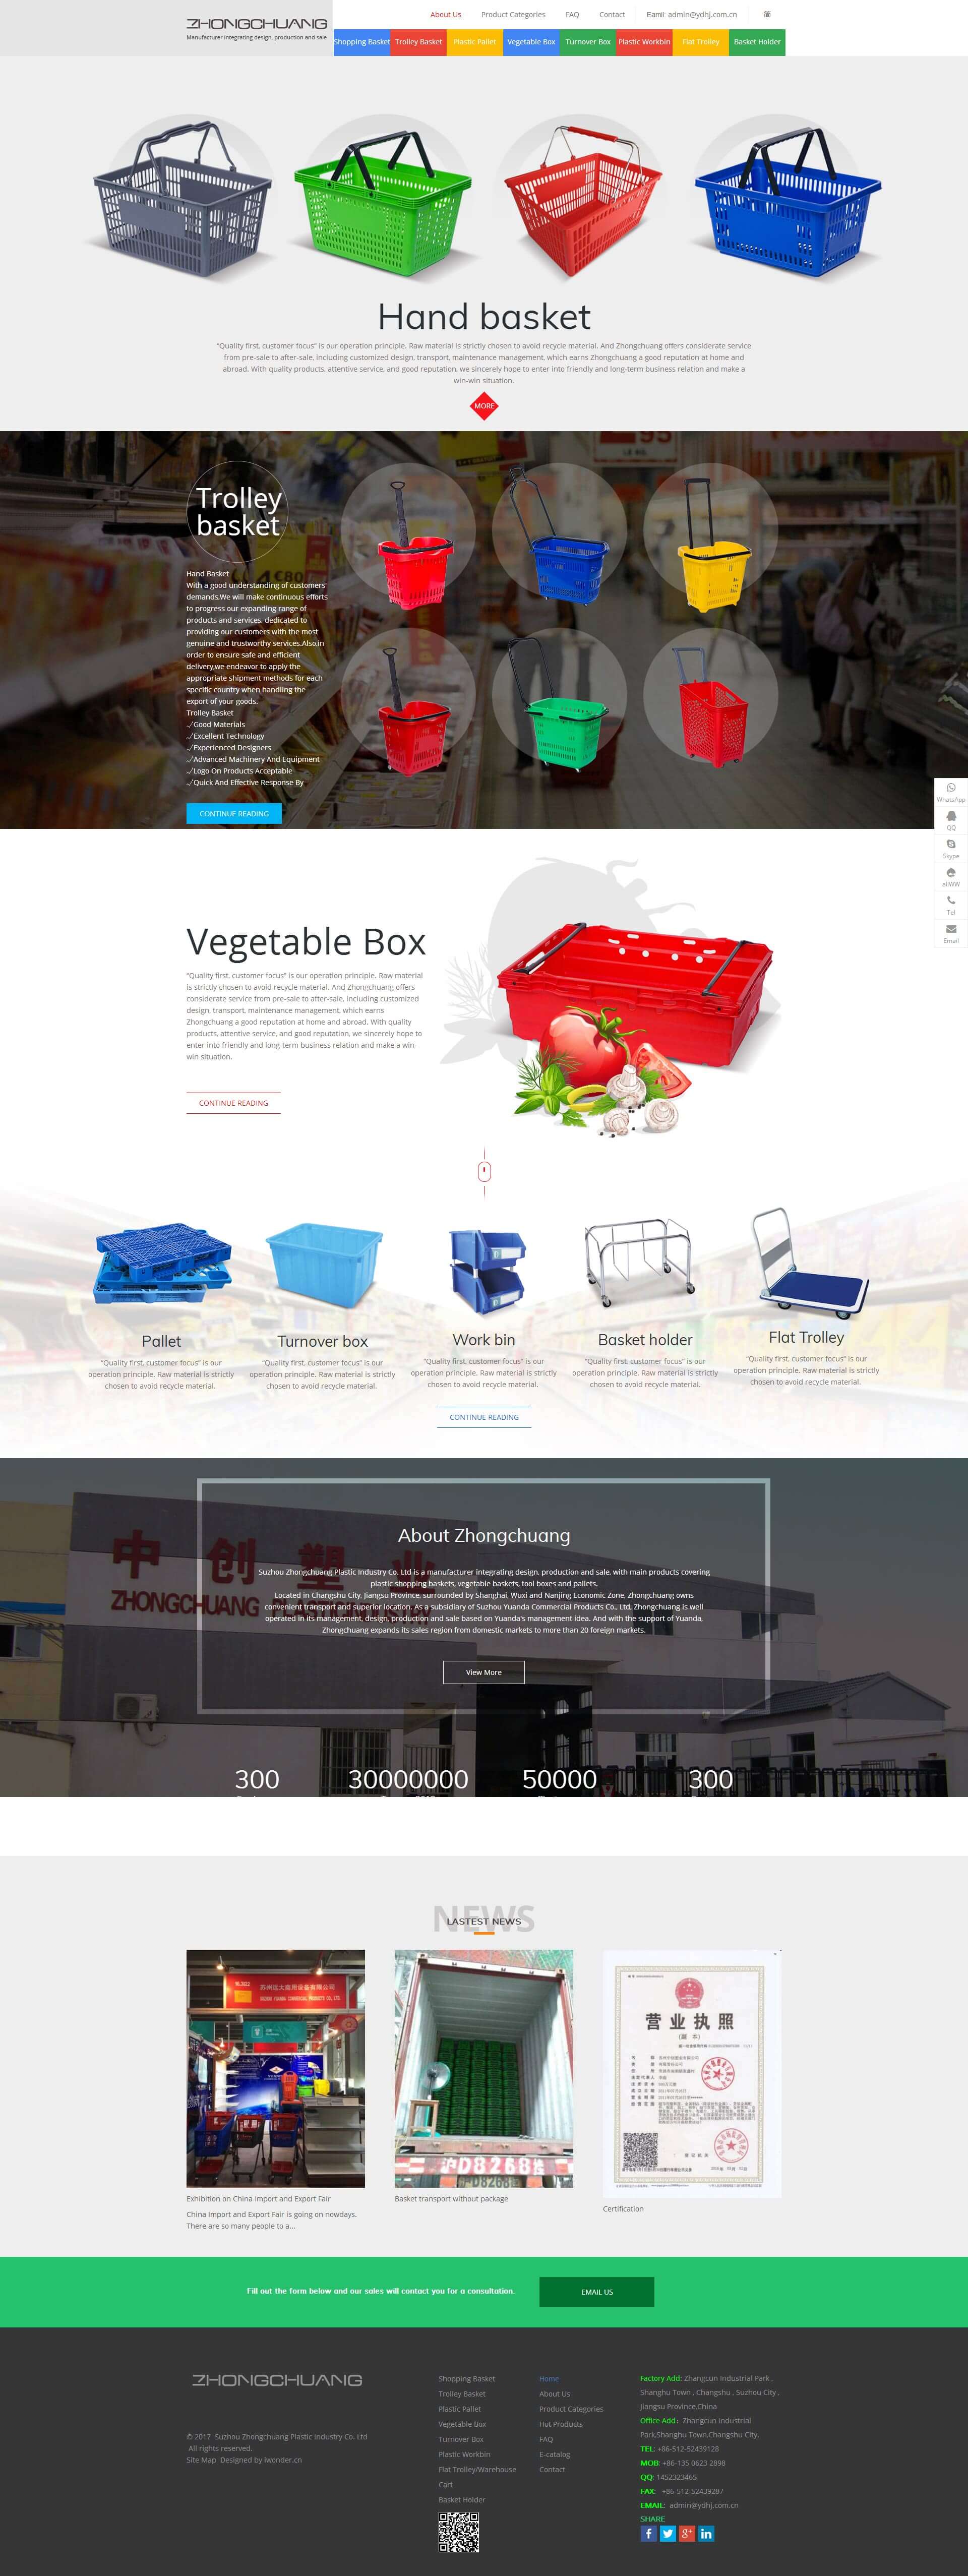 ZHONGCHUANG
Manufacturer integrating design, production and sale
About Us
Product Categories
FAQ
Contact
Eamil: admin@ydhj.com.cn
Shopping Basket
Trolley Basket
Plastic Pallet
Vegetable Box
Turnover Box
Plastic Workbin
Flat Trolley
Basket Holder
Hand basket
“Quality first, customer focus” is our operation principle. Raw material is strictly chosen to avoid recycle material. And Zhongchuang offers considerate service
from pre-sale to after-sale, including customized design, transport, maintenance management, which earns Zhongchuang a good reputation at home and
abroad. With quality products, attentive service, and good reputation, we sincerely hope to enter into friendly and long-term business relation and make a
win-win situation.
MORE
Trolley
basket
Hand Basket
With a good understanding of customers'
demands,We will make continuous efforts
to progress our expanding range of
products and services, dedicated to
providing our customers with the most
genuine and trustworthy services.Also,in
order to ensure safe and efficient
delivery,we endeavor to apply the
appropriate shipment methods for each
specific country when handling the
export of your goods.
Trolley Basket
✓Good Materials
✓Excellent Technology
✓Experienced Designers
✓Advanced Machinery And Equipment
✓Logo On Products Acceptable
✓Quick And Effective Response By
CONTINUE READING
WhatsApp
QQ
Skype
aliWW
Tel
Email
Vegetable Box
“Quality first, customer focus” is our operation principle. Raw material
is strictly chosen to avoid recycle material. And Zhongchuang offers
considerate service from pre-sale to after-sale, including customized
design, transport, maintenance management, which earns
Zhongchuang a good reputation at home and abroad. With quality
products, attentive service, and good reputation, we sincerely hope to
enter into friendly and long-term business relation and make a win-
win situation.
CONTINUE READING
Pallet
“Quality first, customer focus” is our
operation principle. Raw material is strictly
chosen to avoid recycle material.
Turnover box
“Quality first, customer focus” is our
operation principle. Raw material is strictly
chosen to avoid recycle material.
Work bin
“Quality first, customer focus” is our
operation principle. Raw material is strictly
chosen to avoid recycle material.
Basket holder
“Quality first, customer focus” is our
operation principle. Raw material is strictly
chosen to avoid recycle material.
Flat Trolley
“Quality first, customer focus” is our
operation principle. Raw material is strictly
chosen to avoid recycle material.
CONTINUE READING
中创塑业
ZHONGCHUANG PLASTIC INDUSTRY
About Zhongchuang
Suzhou Zhongchuang Plastic Industry Co. Ltd is a manufacturer integrating design, production and sale, with main products covering
plastic shopping baskets, vegetable baskets, tool boxes and pallets.
Located in Changshu City, Jiangsu Province, surrounded by Shanghai, Wuxi and Nanjing Economic Zone, Zhongchuang owns
convenient transport and superior location. As a subsidiary of Suzhou Yuanda Commercial Products Co., Ltd, Zhongchuang is well
operated in its management, design, production and sale based on Yuanda's management idea. And with the support of Yuanda,
Zhongchuang expands its sales region from domestic markets to more than 20 foreign markets.
View More
300
30000000
50000
300
NEWS
LASTEST NEWS
苏州远大商用设备有限公司
沪D8268挂
营业执照
(副本)
Exhibition on China Import and Export Fair
China Import and Export Fair is going on nowdays.
There are so many people to a...
Basket transport without package
Certification
Fill out the form below and our sales will contact you for a consultation.
EMAIL US
ZHONGCHUANG
© 2017 Suzhou Zhongchuang Plastic Industry Co. Ltd
All rights reserved.
Site Map Designed by iwonder.cn
Shopping Basket
Trolley Basket
Plastic Pallet
Vegetable Box
Turnover Box
Plastic Workbin
Flat Trolley/Warehouse
Cart
Basket Holder
Home
About Us
Product Categories
Hot Products
FAQ
E-catalog
Contact
Factory Add: Zhangcun Industrial Park ,
Shanghu Town , Changshu , Suzhou City ,
Jiangsu Province,China
Office Add：Zhangcun Industrial
Park,Shanghu Town,Changshu City.
TEL: +86-512-52439128
MOB: +86-135 0623 2898
QQ: 1452323465
FAX: +86-512-52439287
EMAIL: admin@ydhj.com.cn
SHARE